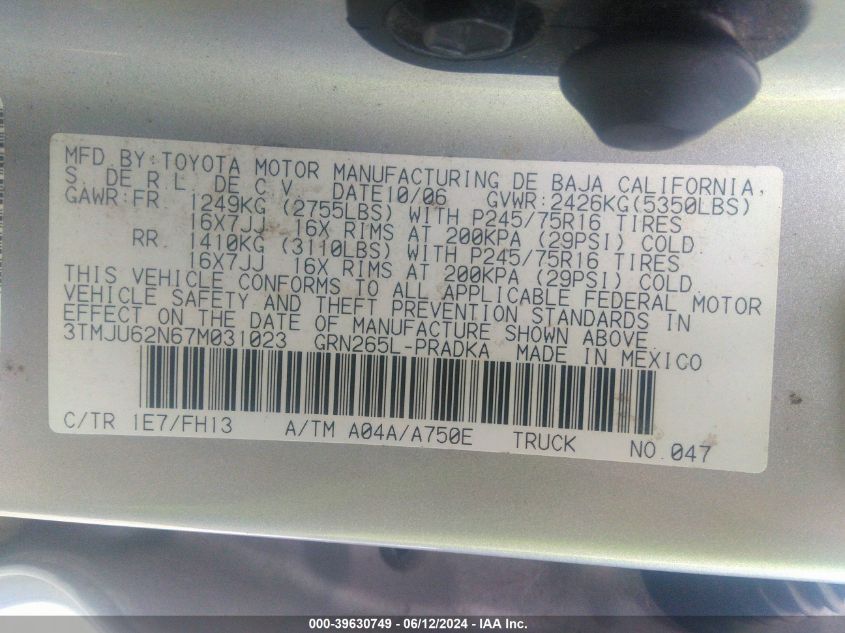 MFD BY:TOYOTA MOTOR MANUFACTURING DE BAJA CALIFORNIA,
S. DE R.L. DE C.V. DATE10/06 GVWR:2426KG(5350LBS)
GAWR:FR. 1249KG (2755LBS) WITH P245/75R16 TIRES
16X7JJ 16X RIMS AT 200KPA (29PSI) COLD.
RR. 1410KG (3110LBS) WITH P245/75R16 TIRES
16X7JJ 16X RIMS AT 200KPA (29PSI) COLD.
THIS VEHICLE CONFORMS TO ALL APPLICABLE FEDERAL MOTOR
VEHICLE SAFETY AND THEFT PREVENTION STANDARDS IN
EFFECT ON THE DATE OF MANUFACTURE SHOWN ABOVE.
3TMJU62N67M031023 GRN265L-PRADKA MADE IN MEXICO
C/TR 1E7/FH13 A/TM A04A/A750E TRUCK NO.047
000-39630749 - 06/12/2024 - IAA Inc.